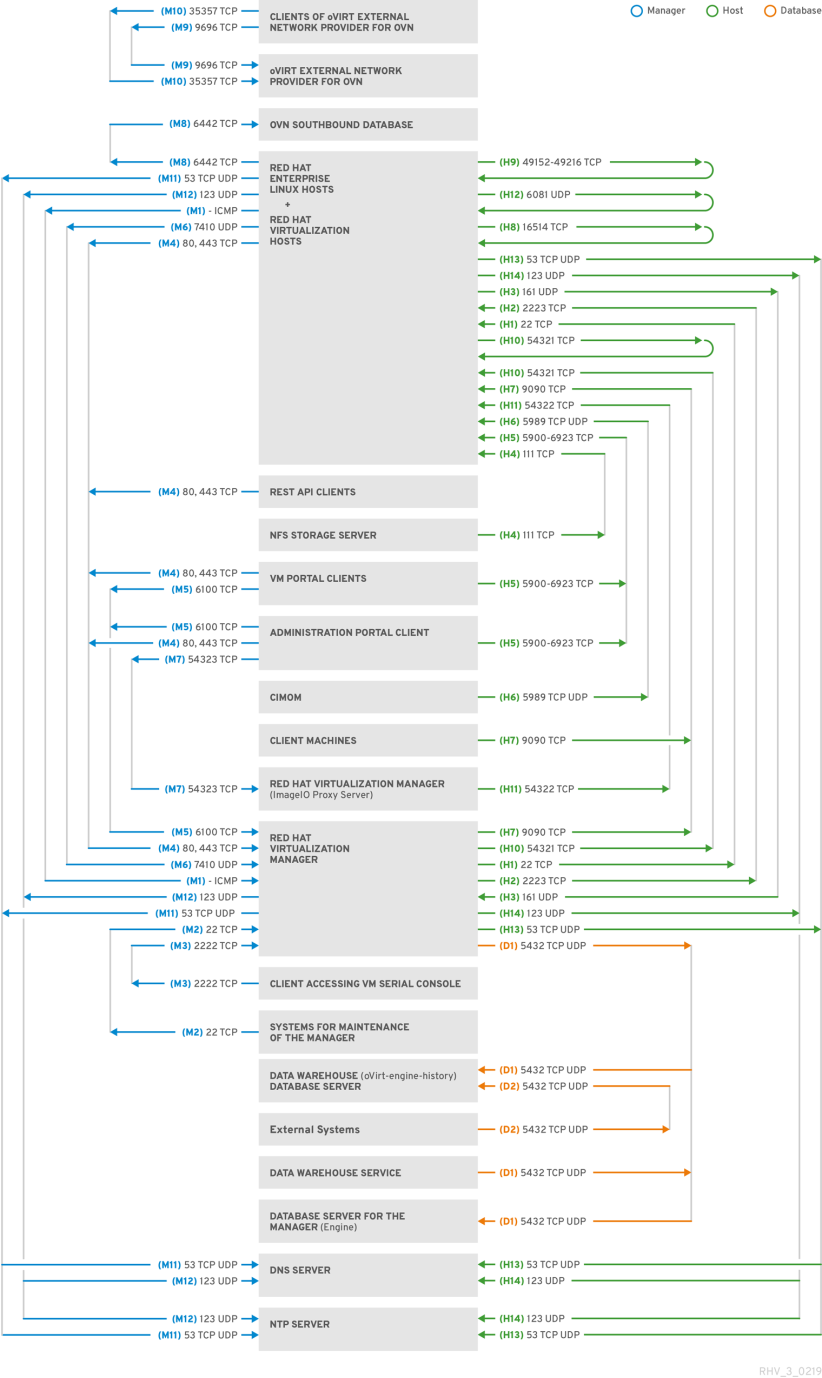 Manager
Host
Database
(M10) 35357 TCP
(M9) 9696 TCP
CLIENTS OF oVIRT EXTERNAL
NETWORK PROVIDER FOR OVN
(M9) 9696 TCP
(M10) 35357 TCP
oVIRT EXTERNAL NETWORK
PROVIDER FOR OVN
(M8) 6442 TCP
OVN SOUTHBOUND DATABASE
(M8) 6442 TCP
(M11) 53 TCP UDP
(M12) 123 UDP
(M1) - ICMP
(M6) 7410 UDP
(M4) 80, 443 TCP
RED HAT
ENTERPRISE
LINUX HOSTS
+
RED HAT
VIRTUALIZATION
HOSTS
(H9) 49152-49216 TCP
(H12) 6081 UDP
(H8) 16514 TCP
(H13) 53 TCP UDP
(H14) 123 UDP
(H3) 161 UDP
(H2) 2223 TCP
(H1) 22 TCP
(H10) 54321 TCP
(H10) 54321 TCP
(H7) 9090 TCP
(H11) 54322 TCP
(H6) 5989 TCP UDP
(H5) 5900-6923 TCP
(H4) 111 TCP
(M4) 80, 443 TCP
REST API CLIENTS
NFS STORAGE SERVER
(H4) 111 TCP
(M4) 80, 443 TCP
(M5) 6100 TCP
VM PORTAL CLIENTS
(H5) 5900-6923 TCP
(M5) 6100 TCP
(M4) 80, 443 TCP
(M7) 54323 TCP
ADMINISTRATION PORTAL CLIENT
(H5) 5900-6923 TCP
CIMOM
(H6) 5989 TCP UDP
CLIENT MACHINES
(H7) 9090 TCP
(M7) 54323 TCP
RED HAT VIRTUALIZATION MANAGER
(ImageIO Proxy Server)
(H11) 54322 TCP
(M5) 6100 TCP
(M4) 80, 443 TCP
(M6) 7410 UDP
(M1) - ICMP
(M12) 123 UDP
(M11) 53 TCP UDP
(M2) 22 TCP
(M3) 2222 TCP
RED HAT
VIRTUALIZATION
MANAGER
(H7) 9090 TCP
(H10) 54321 TCP
(H1) 22 TCP
(H2) 2223 TCP
(H3) 161 UDP
(H14) 123 UDP
(H13) 53 TCP UDP
(D1) 5432 TCP UDP
(M3) 2222 TCP
CLIENT ACCESSING VM SERIAL CONSOLE
(M2) 22 TCP
SYSTEMS FOR MAINTENANCE
OF THE MANAGER
DATA WAREHOUSE (oVirt-engine-history)
DATABASE SERVER
(D1) 5432 TCP UDP
(D2) 5432 TCP UDP
External Systems
(D2) 5432 TCP UDP
DATA WAREHOUSE SERVICE
(D1) 5432 TCP UDP
DATABASE SERVER FOR THE
MANAGER (Engine)
(D1) 5432 TCP UDP
(M11) 53 TCP UDP
(M12) 123 UDP
DNS SERVER
(H13) 53 TCP UDP
(H14) 123 UDP
(M12) 123 UDP
(M11) 53 TCP UDP
NTP SERVER
(H14) 123 UDP
(H13) 53 TCP UDP
RHV_3_0219